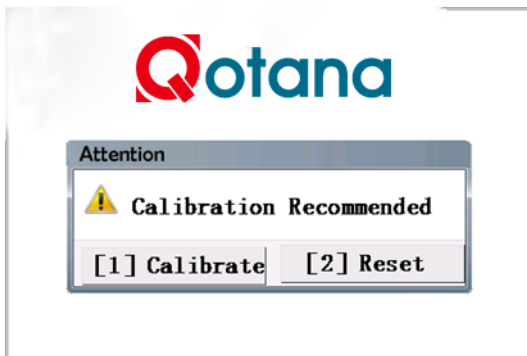 Qotana
Attention
Calibration Recommended
[1] Calibrate [2] Reset